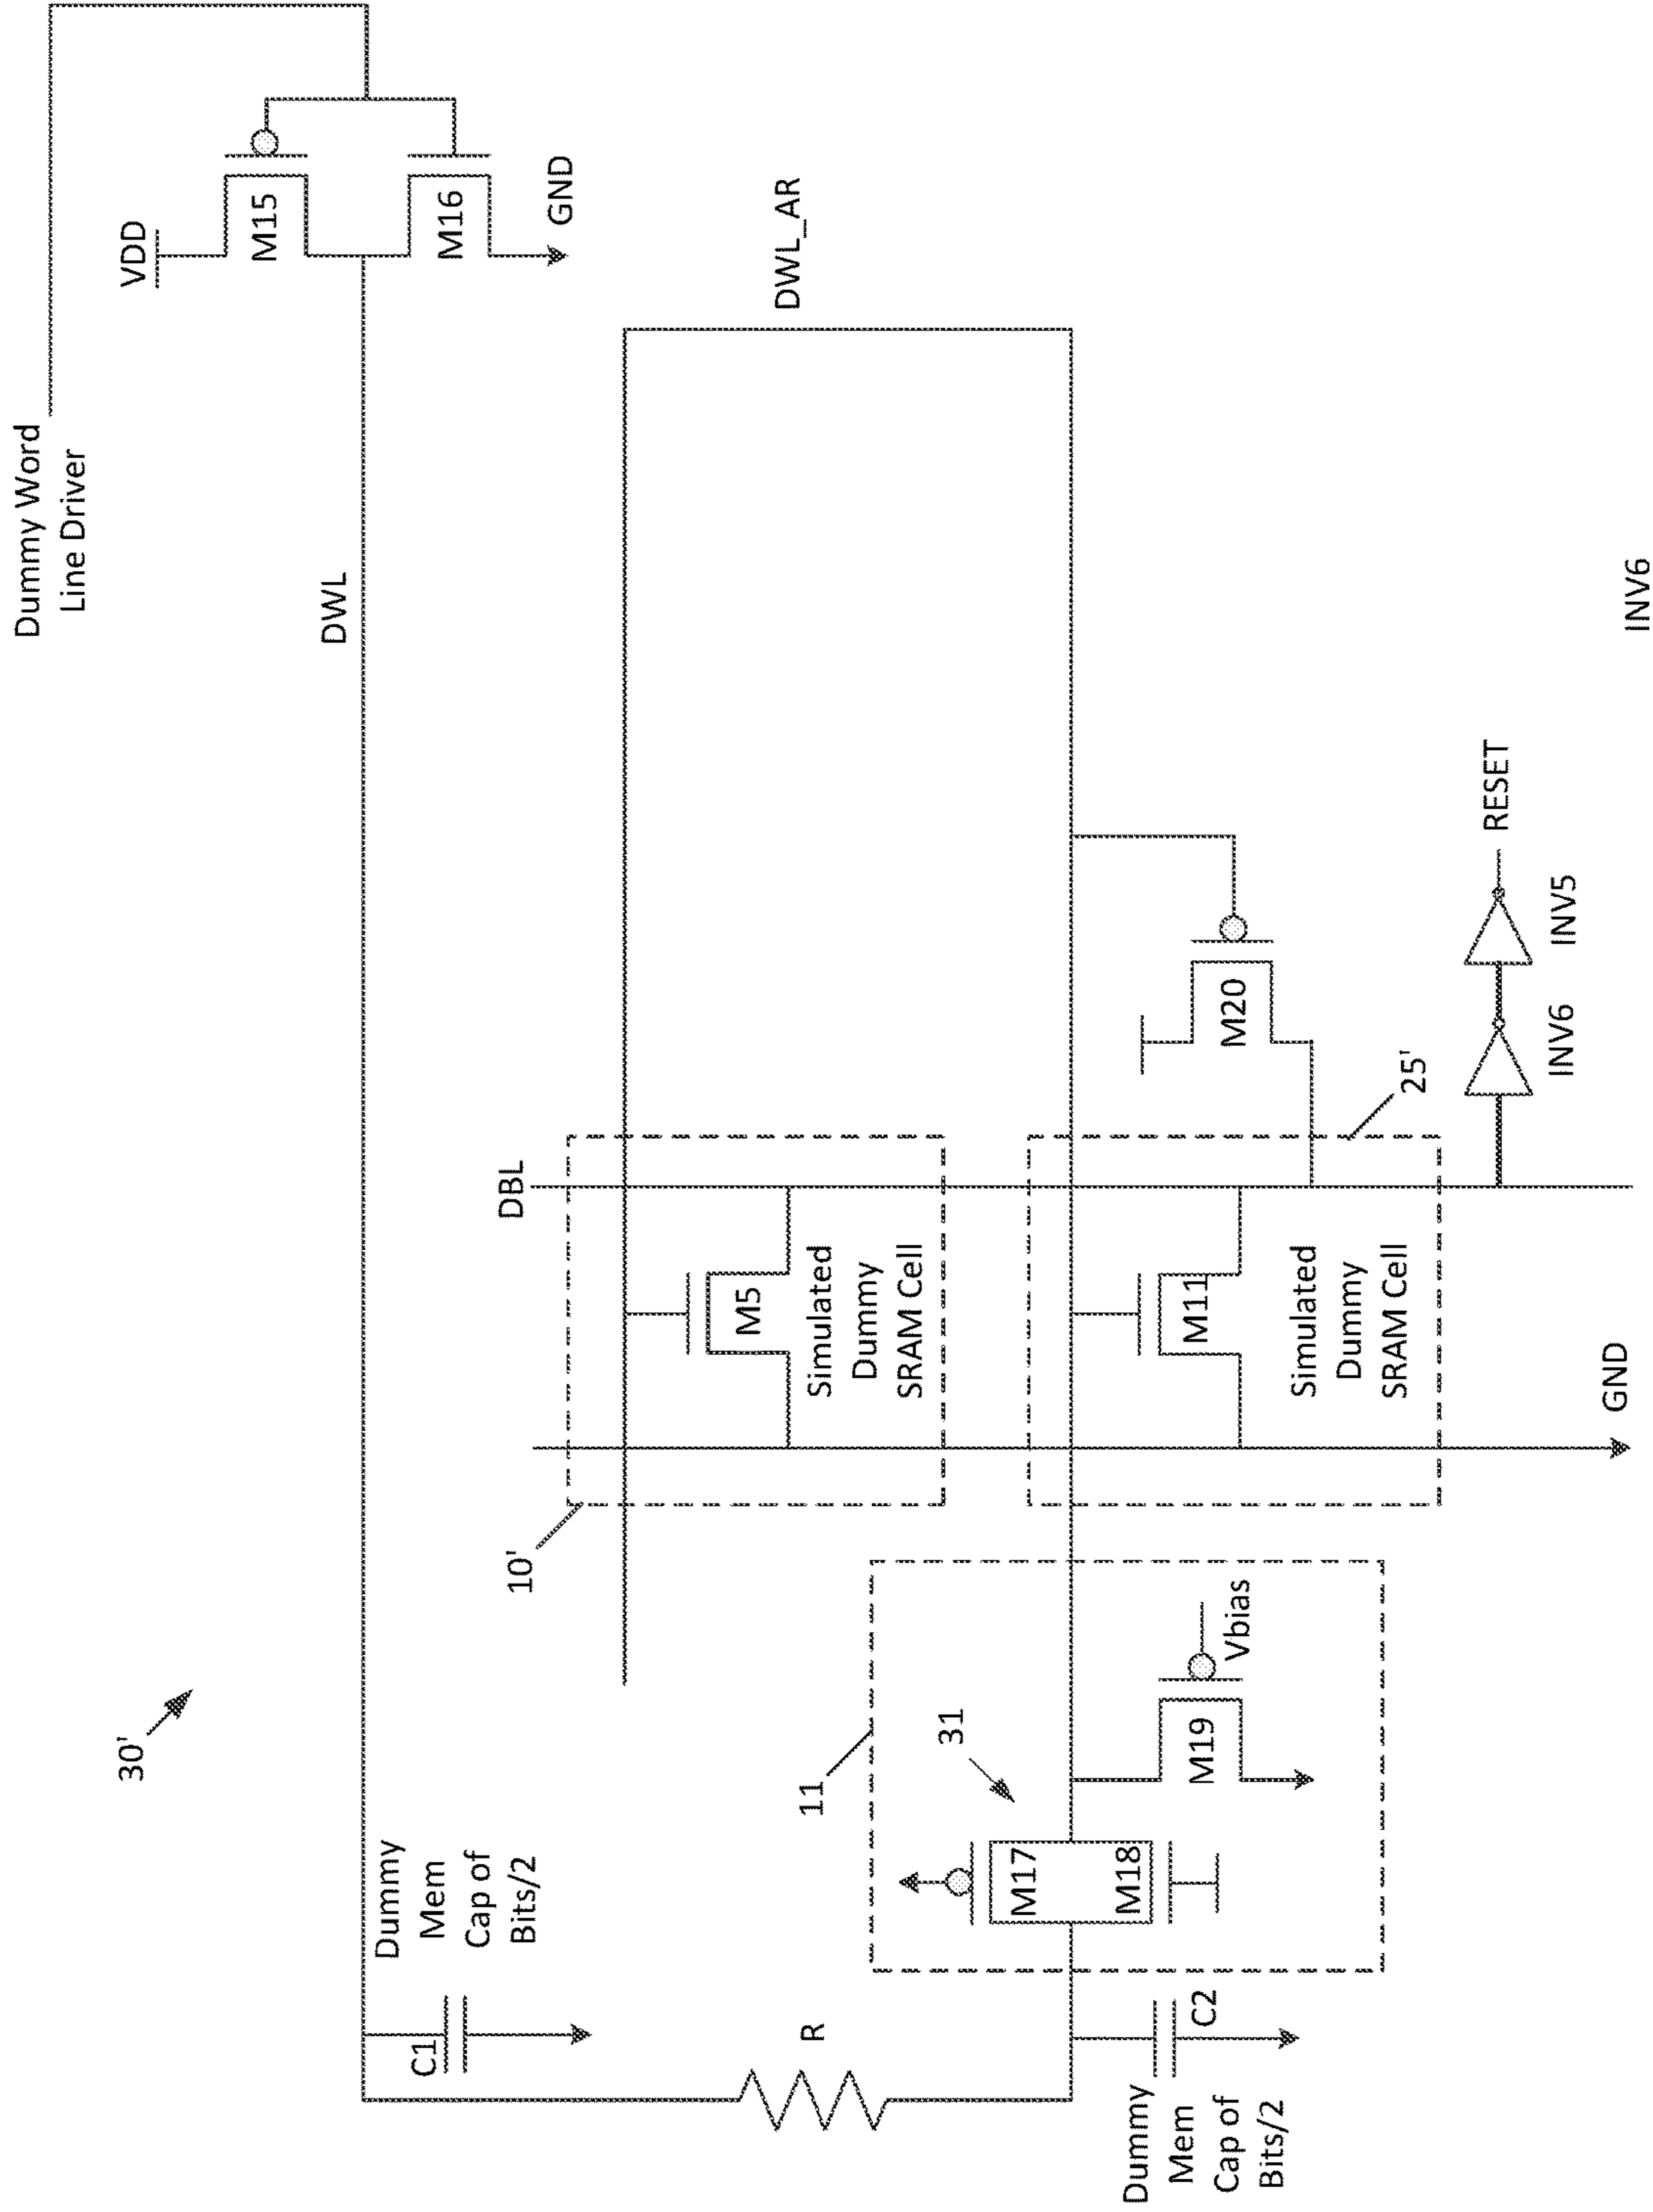 Dummy Word
Line Driver
VDD
M15
M16
GND
DWL
DWL_AR
30'
Dummy
Mem
Cap of
Bits/2
C1
R
10'
DBL
M5
Simulated
Dummy
SRAM Cell
M11
Simulated
Dummy
SRAM Cell
25'
M20
RESET
INV5
INV6
INV6
GND
11
31
M17
M18
M19
Vbias
C2
Dummy
Mem
Cap of
Bits/2